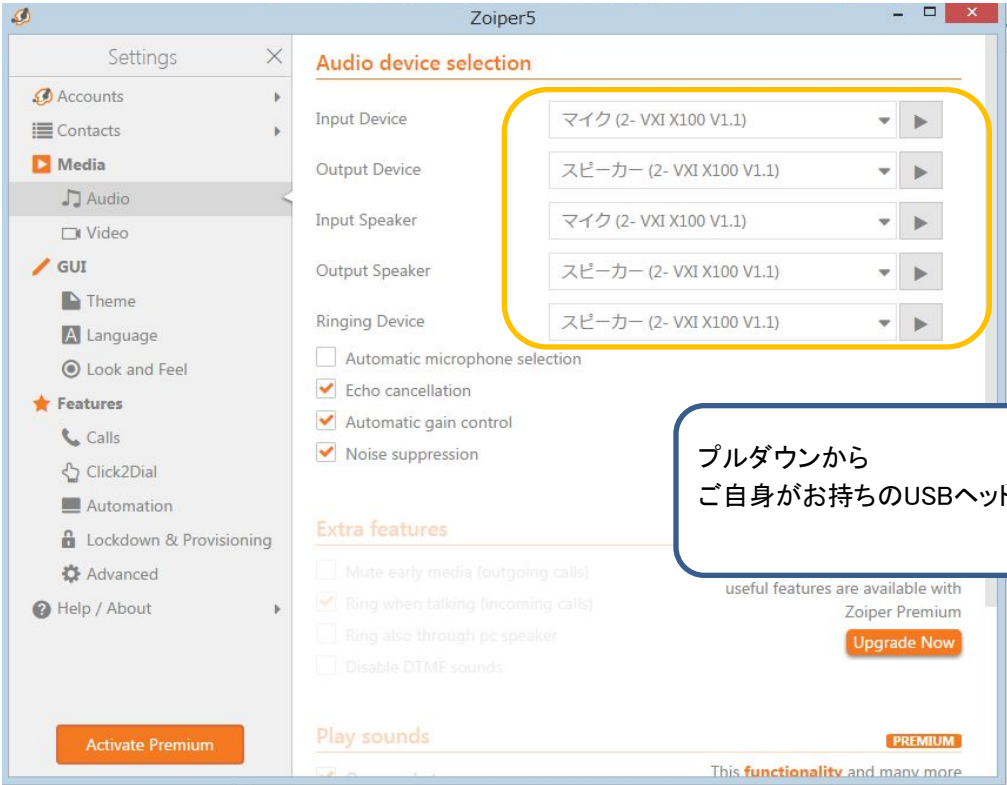 Zoiper5
Settings
Accounts
Contacts
Media
Audio
Video
GUI
Theme
Language
Look and Feel
Features
Calls
Click2Dial
Automation
Lockdown & Provisioning
Advanced
Help / About
Activate Premium
Audio device selection
Input Device マイク (2- VXI X100 V1.1)
Output Device スピーカー (2- VXI X100 V1.1)
Input Speaker マイク (2- VXI X100 V1.1)
Output Speaker スピーカー (2- VXI X100 V1.1)
Ringing Device スピーカー (2- VXI X100 V1.1)
Automatic microphone selection
Echo cancellation
Automatic gain control
Noise suppression
プルダウンから
ご自身がお持ちのUSBヘッ
Extra features
Mute early media (outgoing calls)
Ring when talking (incoming calls)
Ring also through pc speaker
Disable DTMF sounds
useful features are available with
Zoiper Premium
Upgrade Now
Play sounds
PREMIUM
This functionality and many more